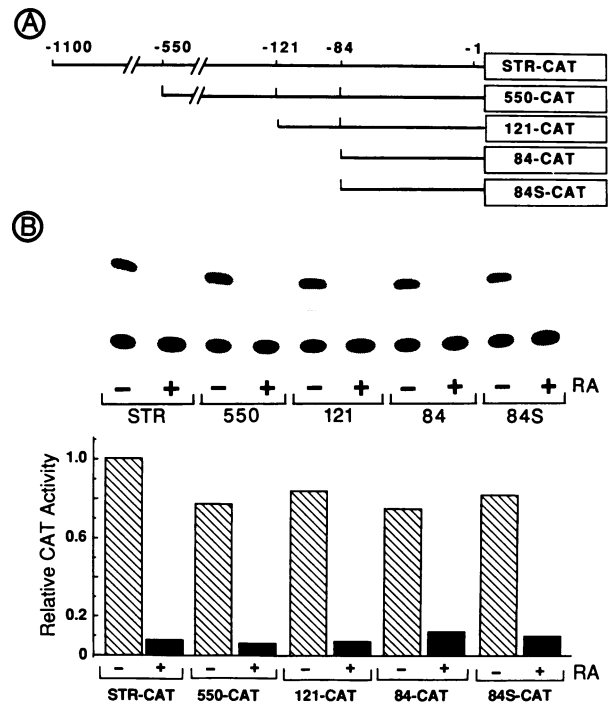 A
-1100 -550 -121 -84 -1
STR-CAT
550-CAT
121-CAT
84-CAT
84S-CAT
B
− + − + − + − + − + RA
STR 550 121 84 84S
Relative CAT Activity
1.0
0.6
0.2
0
− + − + − + − + − + RA
STR-CAT 550-CAT 121-CAT 84-CAT 84S-CAT